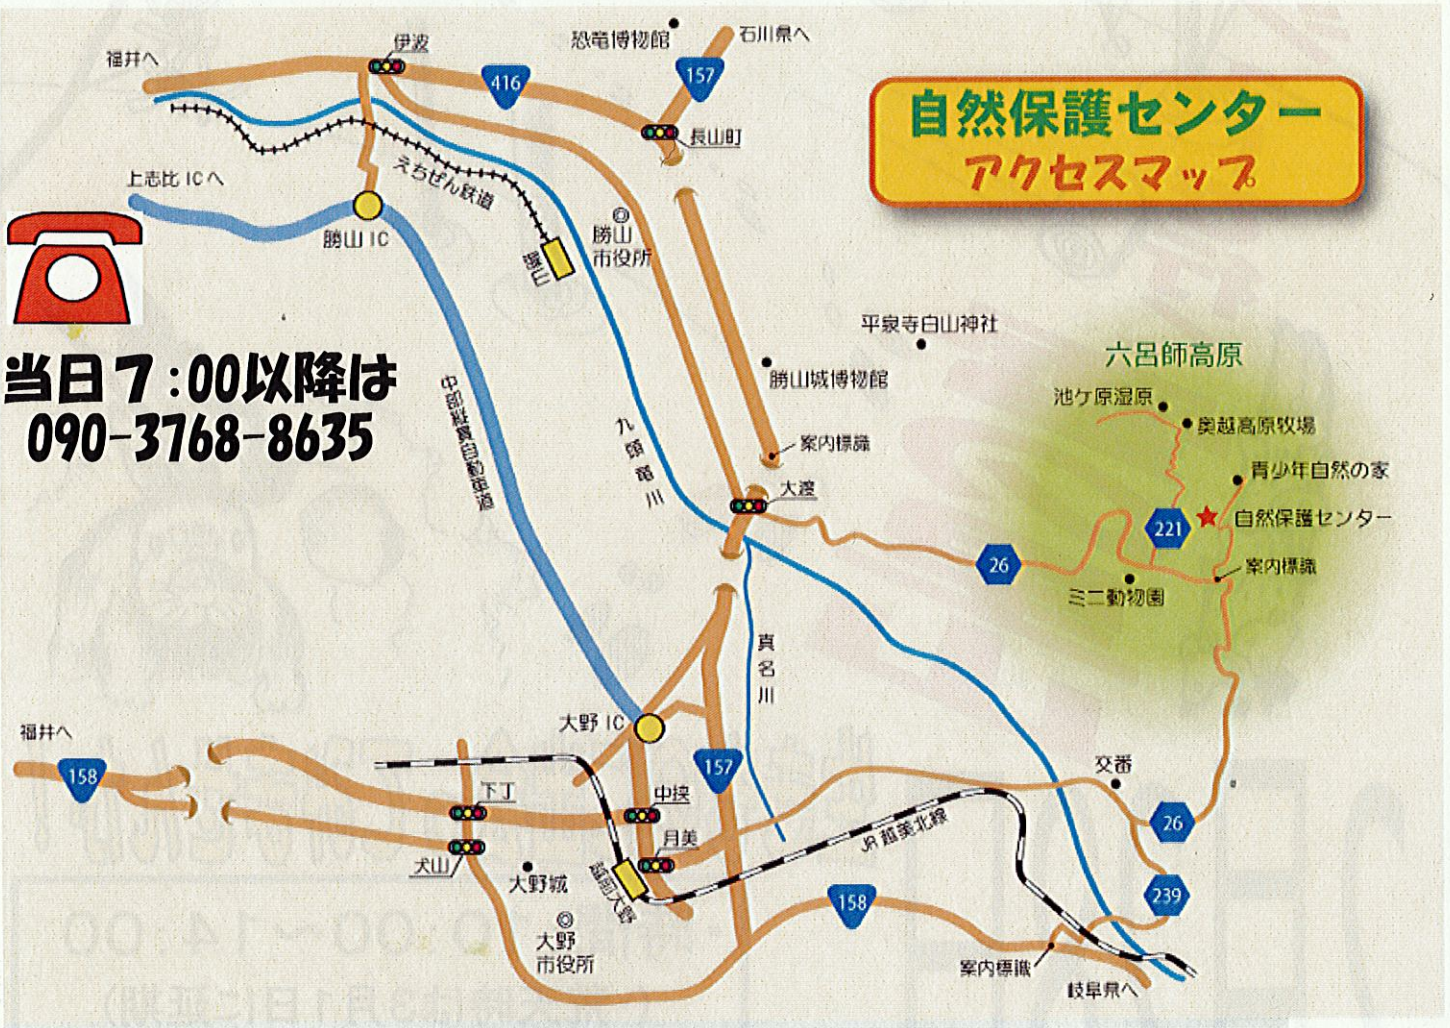 恐竜博物館
石川県へ
伊波
福井へ
416
157
自然保護センター
アクセスマップ
長山町
えちぜん鉄道
上志比ICへ
勝山IC
勝山
市役所
勝山
当日7:00以降は
090-3768-8635
中部縦貫自動車道
平泉寺白山神社
勝山城博物館
六呂師高原
池ケ原湿原
奥越高原牧場
九頭竜川
案内標識
青少年自然の家
大渡
221
自然保護センター
26
案内標識
ミニ動物園
真名川
大野IC
福井へ
158
157
交番
下丁
中挟
26
月美
JR越美北線
犬山
大野城
越前大野
239
158
大野
市役所
案内標識
岐阜県へ